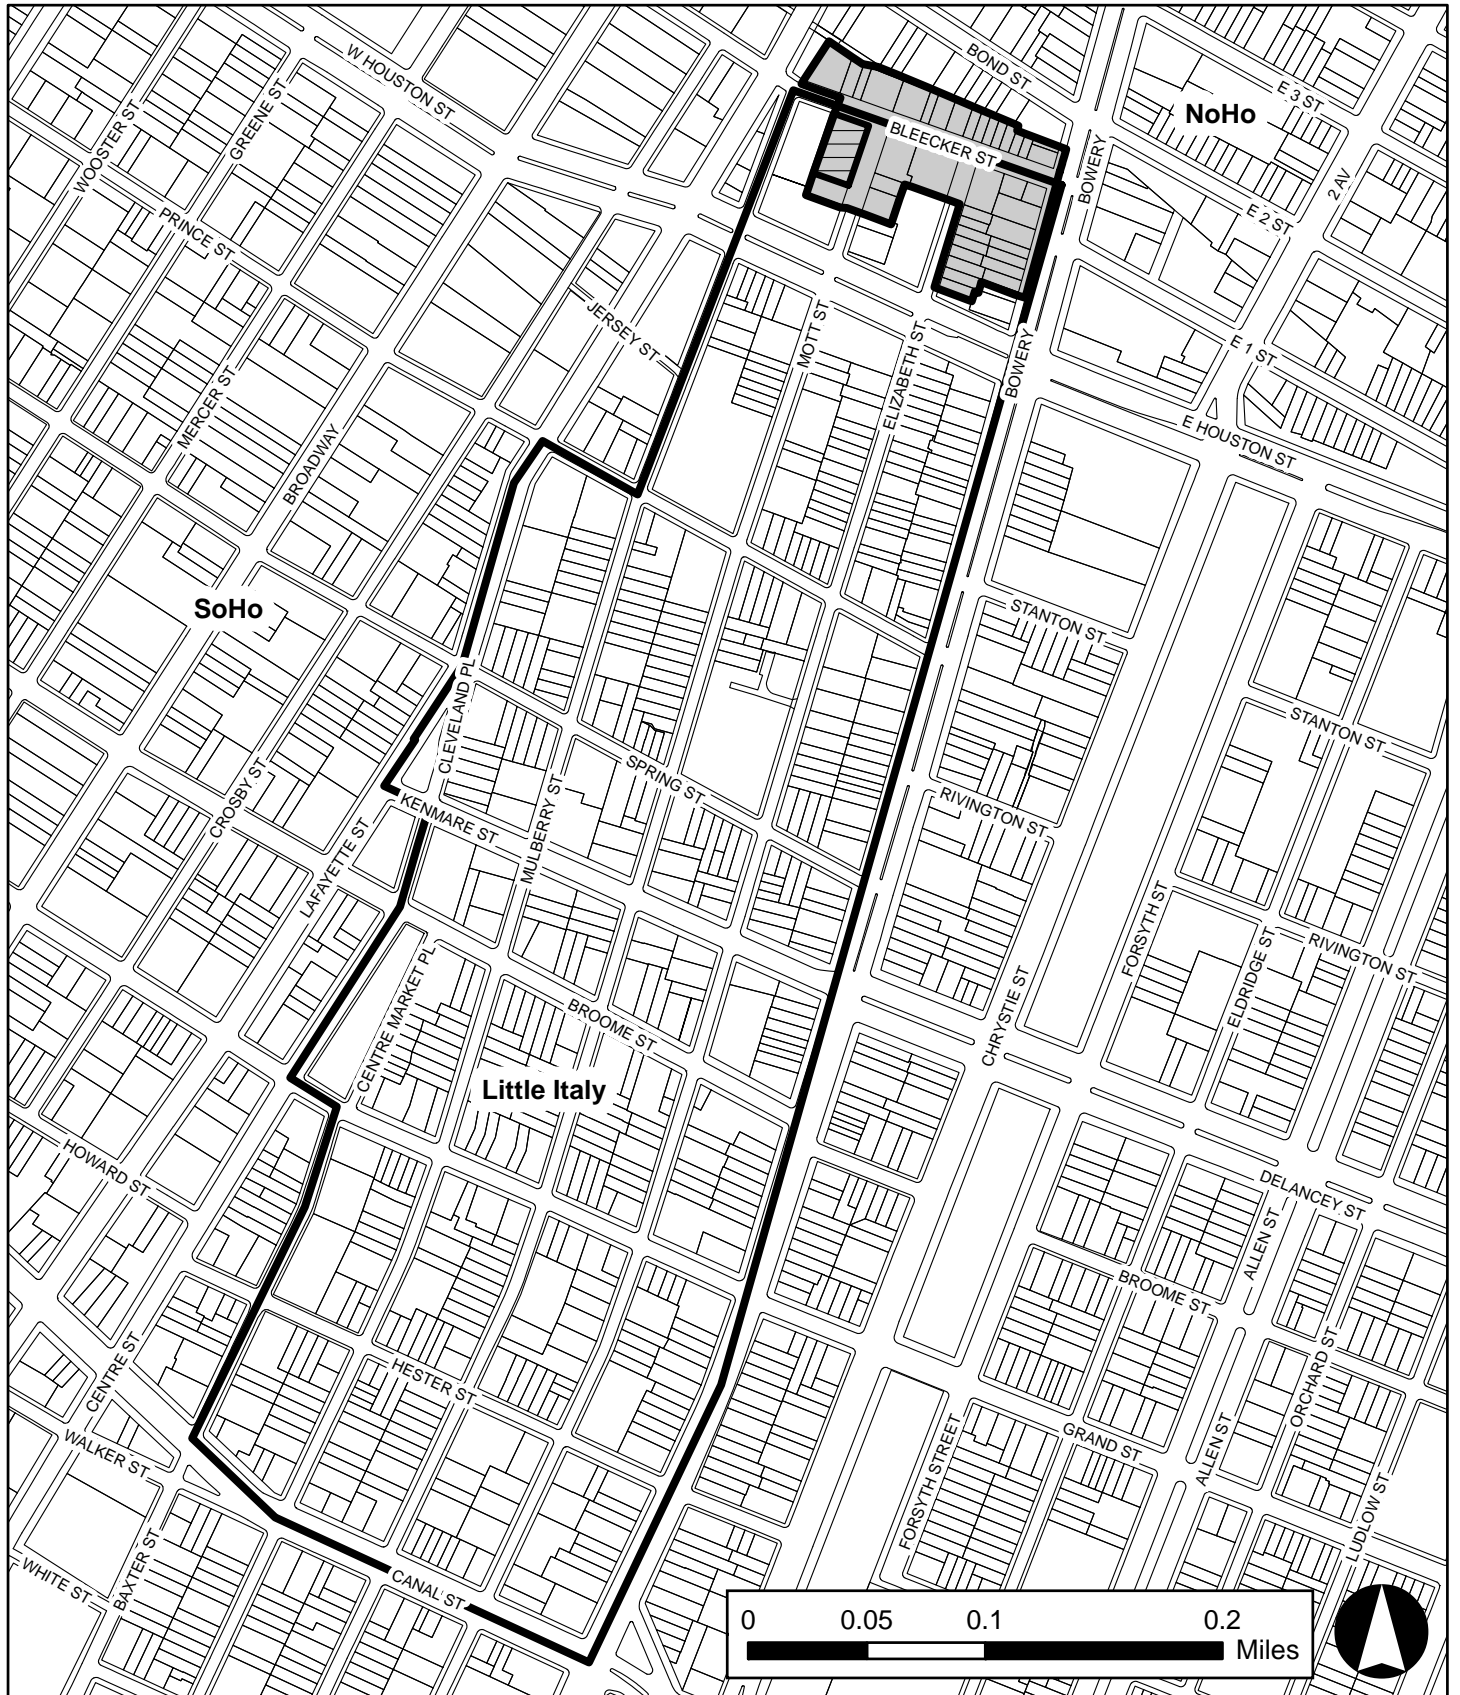 BOND ST
W HOUSTON ST
E 3 ST
NoHo
GREENE ST
WOOSTER ST
BLEECKER ST
BOWERY
2 AV
E 2 ST
PRINCE ST
JERSEY ST
MOTT ST
ELIZABETH ST
BOWERY
E 1 ST
MERCER ST
E HOUSTON ST
BROADWAY
SoHo
STANTON ST
CLEVELAND PL
STANTON ST
SPRING ST
CROSBY ST
KENMARE ST
MULBERRY ST
RIVINGTON ST
LAFAYETTE ST
FORSYTH ST
ELDRIDGE ST
RIVINGTON ST
CENTRE MARKET PL
BROOME ST
CHRYSTIE ST
Little Italy
HOWARD ST
DELANCEY ST
ALLEN ST
BROOME ST
CENTRE ST
HESTER ST
ORCHARD ST
WALKER ST
FORSYTH STREET
GRAND ST
ALLEN ST
LUDLOW ST
WHITE ST
BAXTER ST
CANAL ST
0 0.05 0.1 0.2
Miles